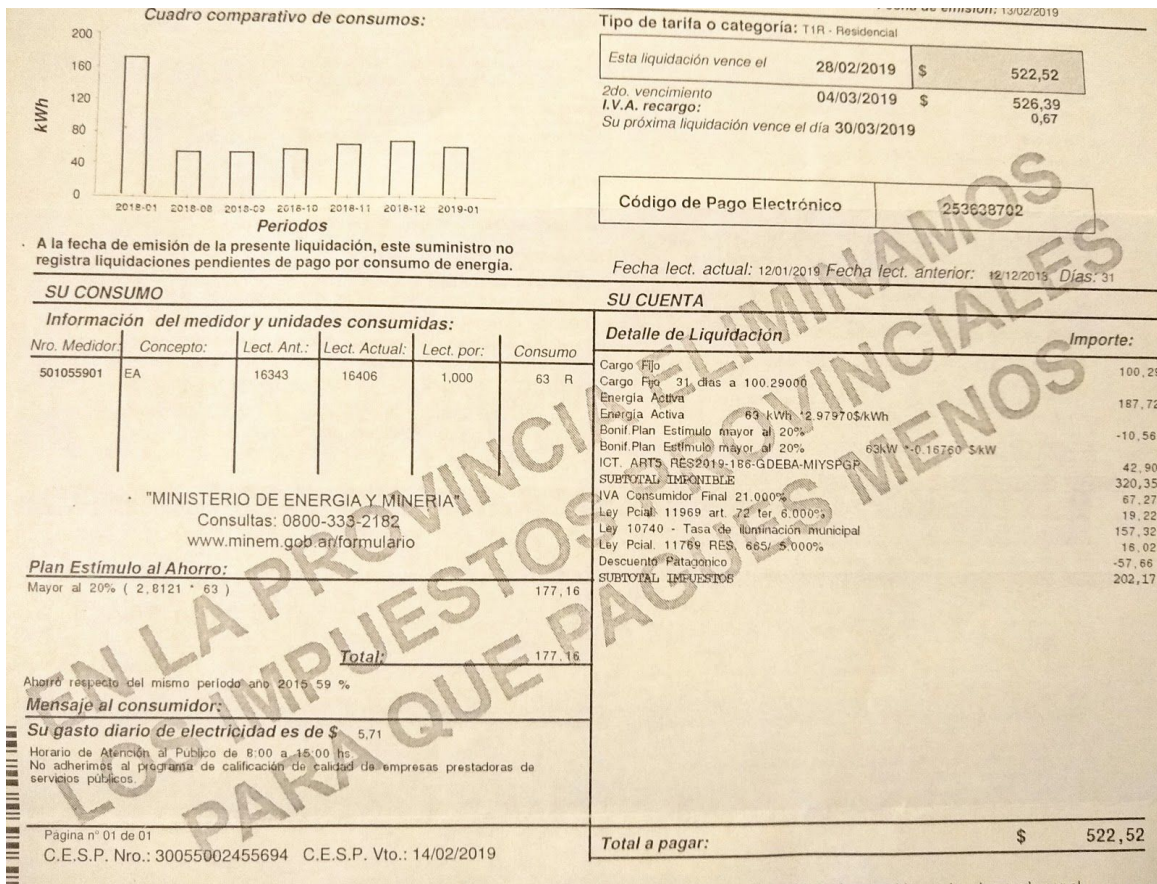 Fecha de emisión: 13/02/2019
Cuadro comparativo de consumos:
200
160
120
80
40
0
kWh
2018-01 2018-08 2018-09 2018-10 2018-11 2018-12 2019-01
Periodos
A la fecha de emisión de la presente liquidación, este suministro no
registra liquidaciones pendientes de pago por consumo de energía.
Tipo de tarifa o categoría: T1R - Residencial
Esta liquidación vence el 28/02/2019 $ 522,52
2do. vencimiento 04/03/2019 $ 526,39
I.V.A. recargo: 0,67
Su próxima liquidación vence el día 30/03/2019
Código de Pago Electrónico 253638702
Fecha lect. actual: 12/01/2019 Fecha lect. anterior: 12/12/2018 Días: 31
SU CONSUMO
Información del medidor y unidades consumidas:
Nro. Medidor: Concepto: Lect. Ant.: Lect. Actual: Lect. por: Consumo
501055901 EA 16343 16406 1,000 63 R
"MINISTERIO DE ENERGIA Y MINERIA"
Consultas: 0800-333-2182
www.minem.gob.ar/formulario
Plan Estímulo al Ahorro:
Mayor al 20% ( 2,8121 * 63 ) 177,16
Total: 177,16
Ahorro respecto del mismo periodo año 2015 59 %
Mensaje al consumidor:
Su gasto diario de electricidad es de $ 5,71
Horario de Atención al Publico de 8:00 a 15:00 hs.
No adherimos al programa de calificación de calidad de empresas prestadoras de
servicios públicos.
Página n° 01 de 01
C.E.S.P. Nro.: 30055002455694 C.E.S.P. Vto.: 14/02/2019
SU CUENTA
Detalle de Liquidación Importe:
Cargo Fijo 100,29
Cargo Fijo 31 dias a 100.29000
Energia Activa 187,72
Energia Activa 63 kWh *2.97970$/kWh
Bonif.Plan Estimulo mayor al 20% -10,56
Bonif.Plan Estímulo mayor al 20% 63kW *-0.16760 $/kW
ICT. ART5 RES2019-186-GDEBA-MIYSPGP 42,90
SUBTOTAL IMPONIBLE 320,35
IVA Consumidor Final 21.000% 67,27
Ley Pcial. 11969 art. 72 ter 6.000% 19,22
Ley 10740 - Tasa de iluminación municipal 157,32
Ley Pcial. 11769 RES. 665/ 5.000% 16,02
Descuento Patagonico -57,66
SUBTOTAL IMPUESTOS 202,17
Total a pagar: $ 522,52
EN LA PROVINCIA ELIMINAMOS
LOS IMPUESTOS PROVINCIALES
PARA QUE PAGUES MENOS